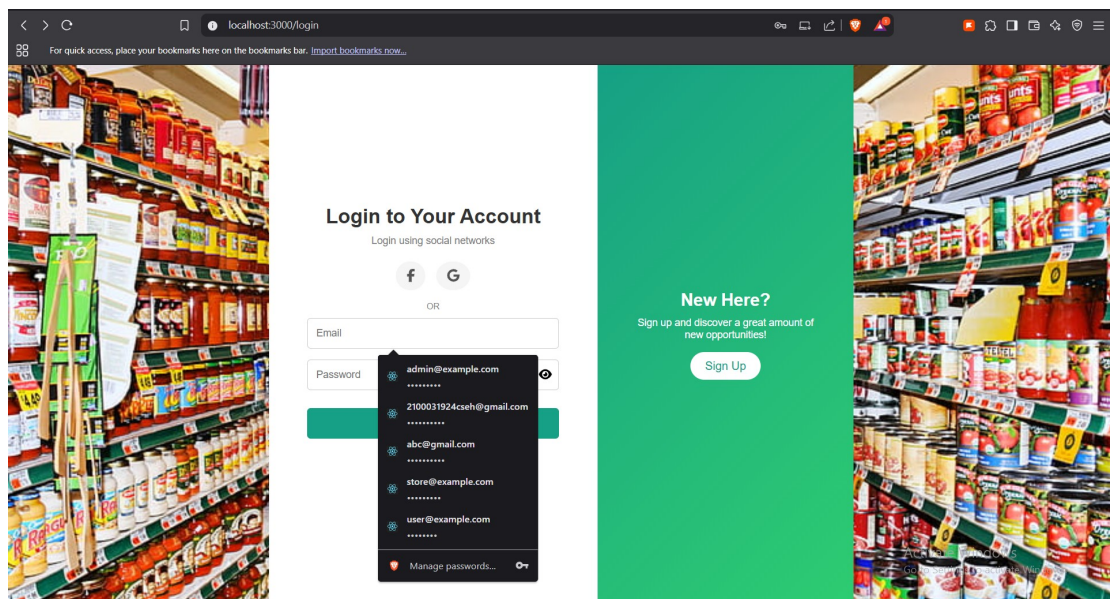 localhost:3000/login
For quick access, place your bookmarks here on the bookmarks bar. Import bookmarks now...
Login to Your Account
Login using social networks
f G
OR
Email
Password
admin@example.com
•••••••••
2100031924cseh@gmail.com
••••••••••
abc@gmail.com
••••••••••
store@example.com
•••••••••
user@example.com
••••••••
Manage passwords...
New Here?
Sign up and discover a great amount of
new opportunities!
Sign Up